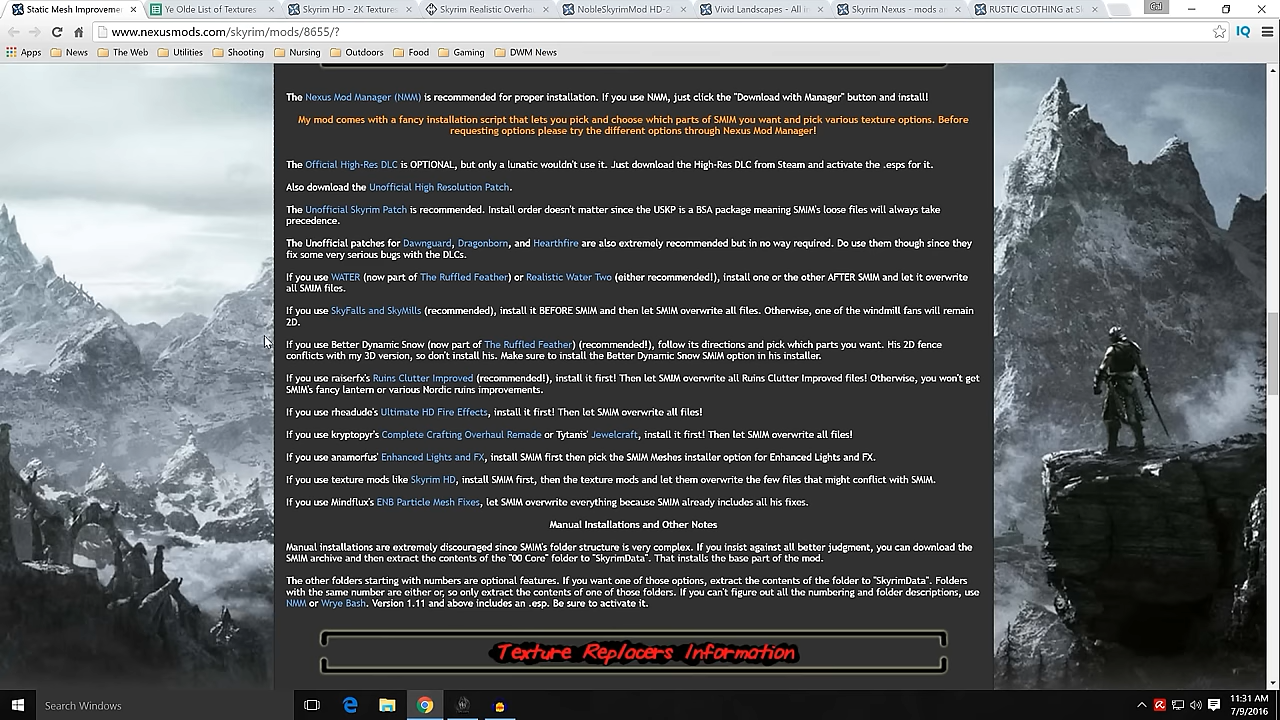 Static Mesh Improveme
Ye Olde List of Textures
Skyrim HD - 2K Textures
Skyrim Realistic Overha
NobleSkyrimMod HD-2
Vivid Landscapes - All i
Skyrim Nexus - mods a
RUSTIC CLOTHING at S
www.nexusmods.com/skyrim/mods/8655/?
Apps News The Web Utilities Shooting Nursing Outdoors Food Gaming DWM News
The Nexus Mod Manager (NMM) is recommended for proper installation. If you use NMM, just click the "Download with Manager" button and install!
My mod comes with a fancy installation script that lets you pick and choose which parts of SMIM you want and pick various texture options. Before
requesting options please try the different options through Nexus Mod Manager!
The Official High-Res DLC is OPTIONAL, but only a lunatic wouldn't use it. Just download the High-Res DLC from Steam and activate the .esps for it.
Also download the Unofficial High Resolution Patch.
The Unofficial Skyrim Patch is recommended. Install order doesn't matter since the USKP is a BSA package meaning SMIM's loose files will always take
precedence.
The Unofficial patches for Dawnguard, Dragonborn, and Hearthfire are also extremely recommended but in no way required. Do use them though since they
fix some very serious bugs with the DLCs.
If you use WATER (now part of The Ruffled Feather) or Realistic Water Two (either recommended!), install one or the other AFTER SMIM and let it overwrite
all SMIM files.
If you use SkyFalls and SkyMills (recommended), install it BEFORE SMIM and then let SMIM overwrite all files. Otherwise, one of the windmill fans will remain
2D.
If you use Better Dynamic Snow (now part of The Ruffled Feather) (recommended!), follow its directions and pick which parts you want. His 2D fence
conflicts with my 3D version, so don't install his. Make sure to install the Better Dynamic Snow SMIM option in his installer.
If you use raiserfx's Ruins Clutter Improved (recommended!), install it first! Then let SMIM overwrite all Ruins Clutter Improved files! Otherwise, you won't get
SMIM's fancy lantern or various Nordic ruins improvements.
If you use rheadude's Ultimate HD Fire Effects, install it first! Then let SMIM overwrite all files!
If you use kryptopyr's Complete Crafting Overhaul Remade or Tytanis' Jewelcraft, install it first! Then let SMIM overwrite all files!
If you use anamorfus' Enhanced Lights and FX, install SMIM first then pick the SMIM Meshes installer option for Enhanced Lights and FX.
If you use texture mods like Skyrim HD, install SMIM first, then the texture mods and let them overwrite the few files that might conflict with SMIM.
If you use Mindflux's ENB Particle Mesh Fixes, let SMIM overwrite everything because SMIM already includes all his fixes.
Manual Installations and Other Notes
Manual installations are extremely discouraged since SMIM's folder structure is very complex. If you insist against all better judgment, you can download the
SMIM archive and then extract the contents of the "00 Core" folder to "SkyrimData". That installs the base part of the mod.
The other folders starting with numbers are optional features. If you want one of those options, extract the contents of the folder to "SkyrimData". Folders
with the same number are either or, so only extract the contents of one of those folders. If you can't figure out all the numbering and folder descriptions, use
NMM or Wrye Bash. Version 1.11 and above includes an .esp. Be sure to activate it.
Texture Replacers Information
Search Windows
11:31 AM
7/9/2016